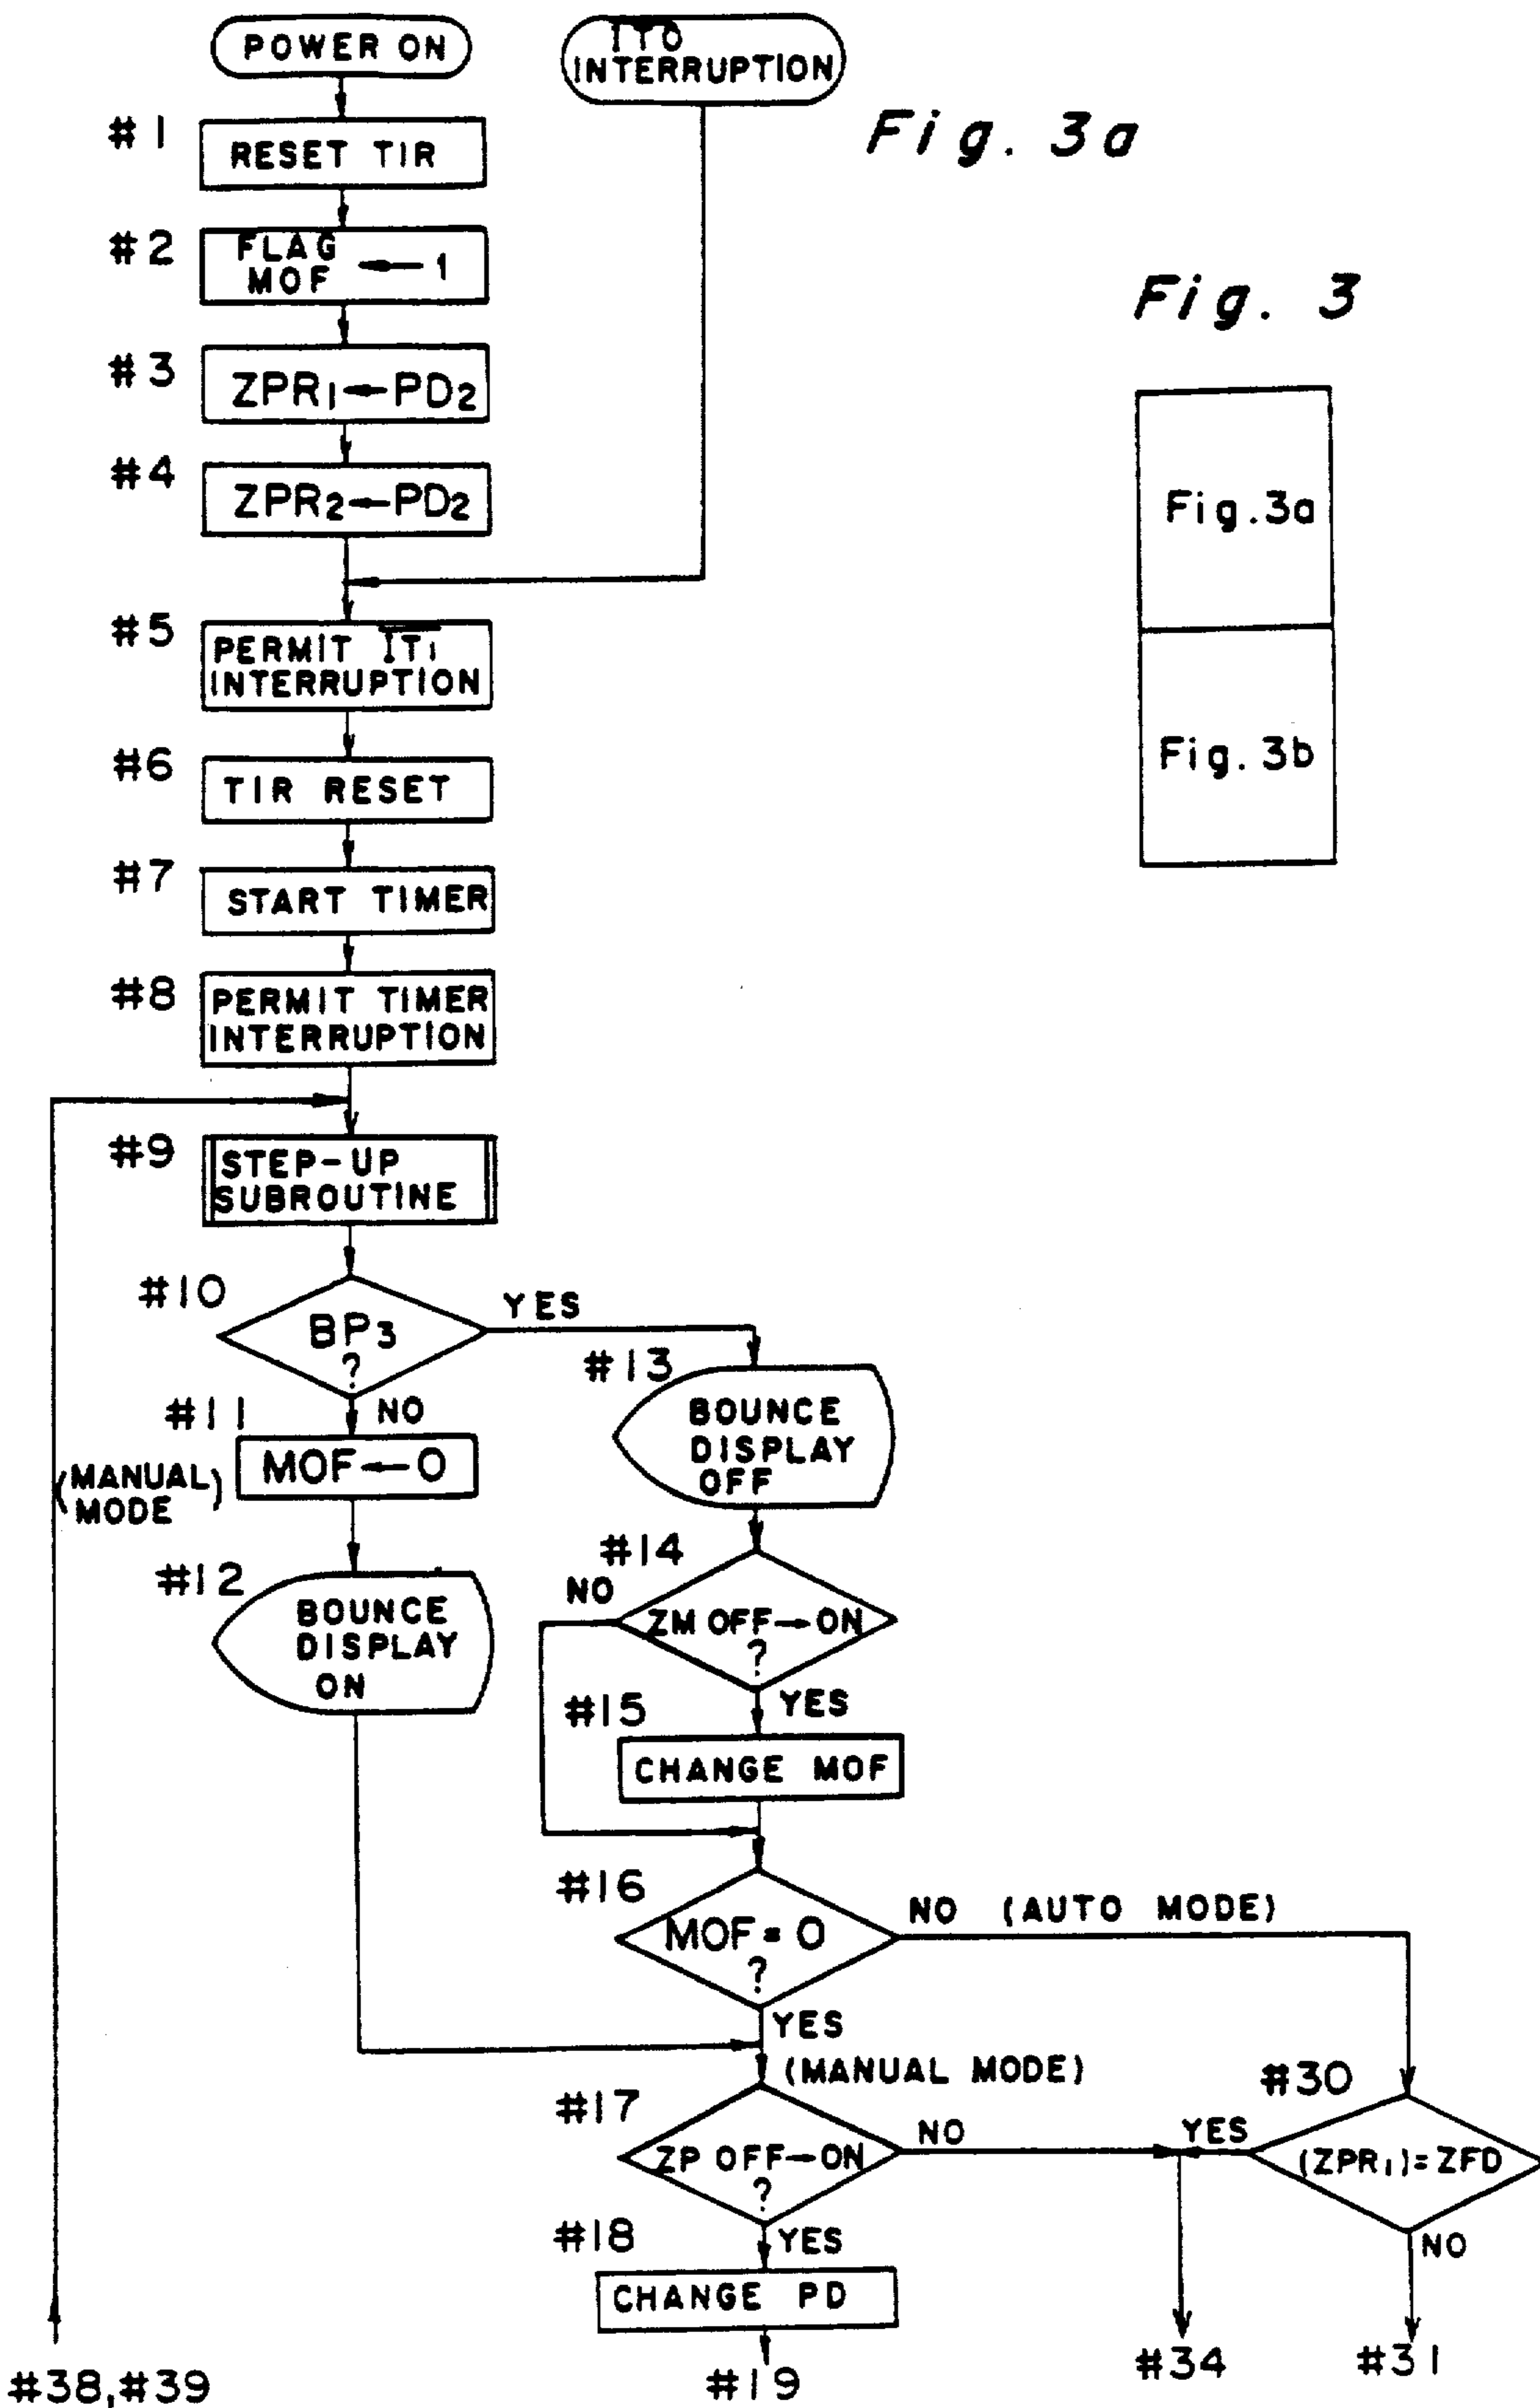 POWER ON
IT0
INTERRUPTION
Fig. 3a
#1
RESET TIR
#2
FLAG
MOF ← 1
Fig. 3
#3
ZPR1←PD2
#4
ZPR2←PD2
Fig.3a
#5
PERMIT IT1
INTERRUPTION
Fig. 3b
#6
TIR RESET
#7
START TIMER
#8
PERMIT TIMER
INTERRUPTION
#9
STEP-UP
SUBROUTINE
#10
BP3
?
YES
#11
NO
MOF←0
(MANUAL)
MODE
#12
BOUNCE
DISPLAY
ON
#13
BOUNCE
DISPLAY
OFF
#14
NO
ZM OFF→ON
?
#15
YES
CHANGE MOF
#16
MOF=0
?
NO (AUTO MODE)
YES
(MANUAL MODE)
#17
ZP OFF→ON
?
NO
#30
YES
(ZPR1)=ZFD
NO
#18
YES
CHANGE PD
#38,#39
#19
#34
#31